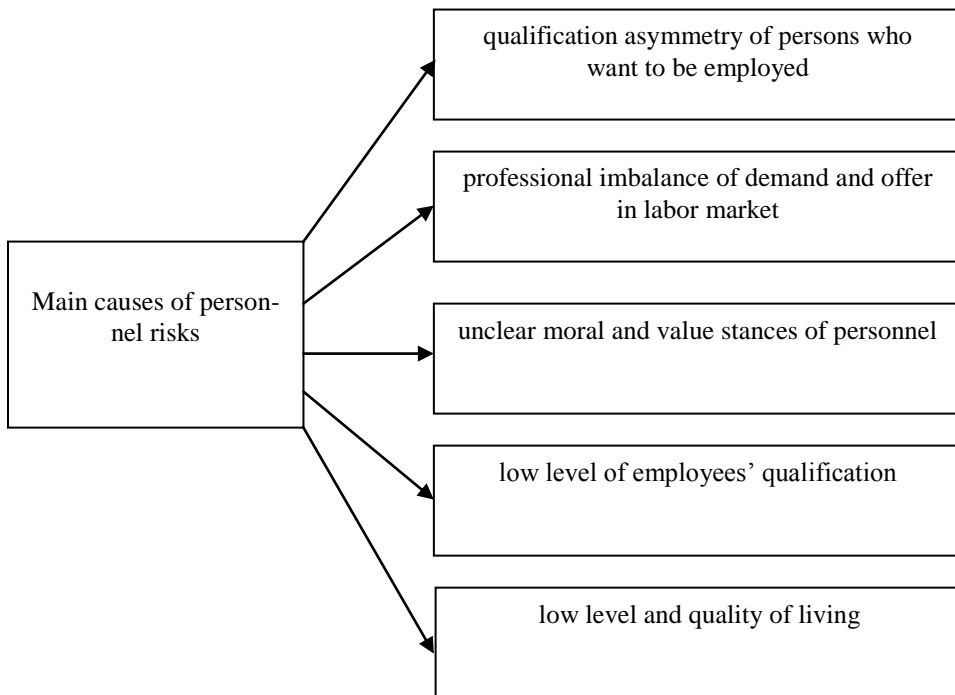 qualification asymmetry of persons who
want to be employed
professional imbalance of demand and offer
in labor market
Main causes of person-
nel risks
unclear moral and value stances of personnel
low level of employees’ qualification
low level and quality of living